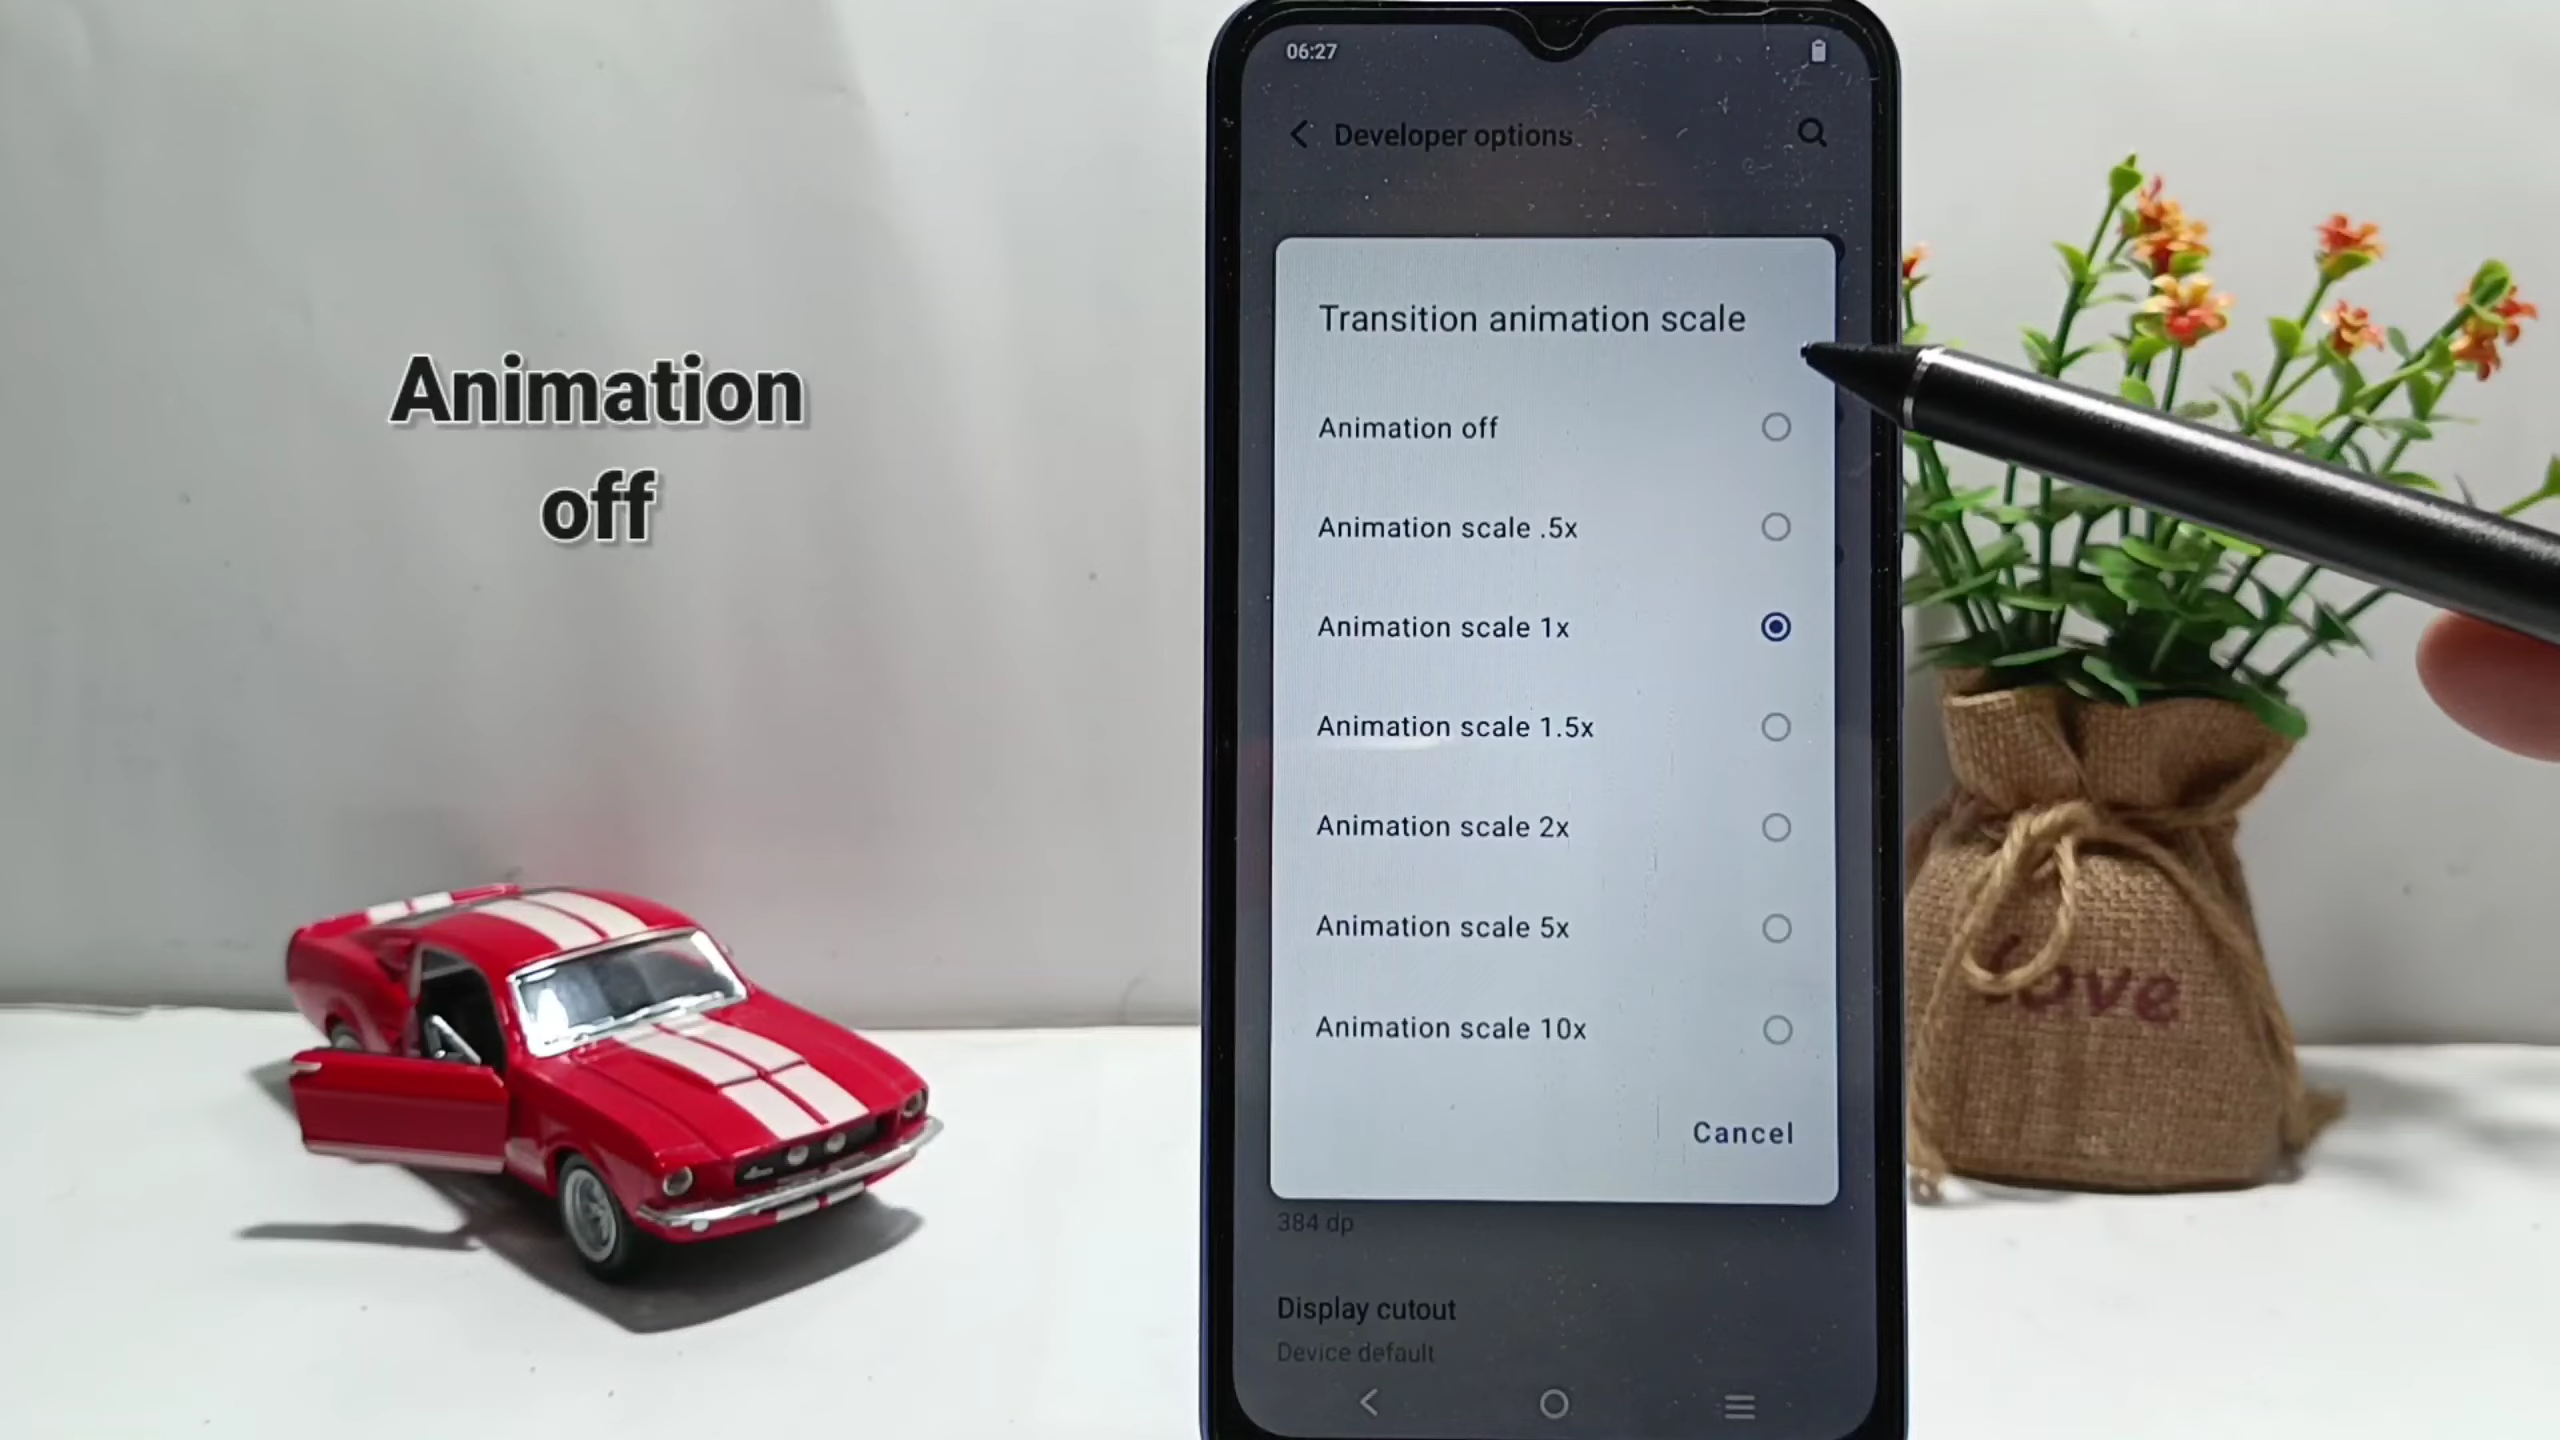 Animation
off
06:27
Developer options
Transition animation scale
Animation off
Animation scale .5x
Animation scale 1x
Animation scale 1.5x
Animation scale 2x
Animation scale 5x
Animation scale 10x
Cancel
384 dp
Display cutout
Device default
Love